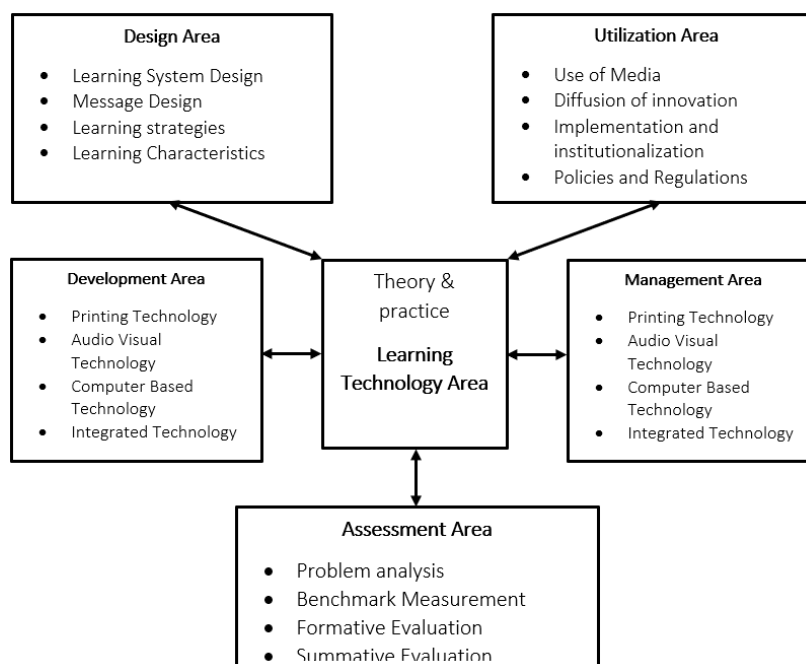 Design Area
• Learning System Design
• Message Design
• Learning strategies
• Learning Characteristics
Utilization Area
• Use of Media
• Diffusion of innovation
• Implementation and
institutionalization
• Policies and Regulations
Development Area
• Printing Technology
• Audio Visual
Technology
• Computer Based
Technology
• Integrated Technology
Theory &
practice
Learning
Technology Area
Management Area
• Printing Technology
• Audio Visual
Technology
• Computer Based
Technology
• Integrated Technology
Assessment Area
• Problem analysis
• Benchmark Measurement
• Formative Evaluation
• Summative Evaluation